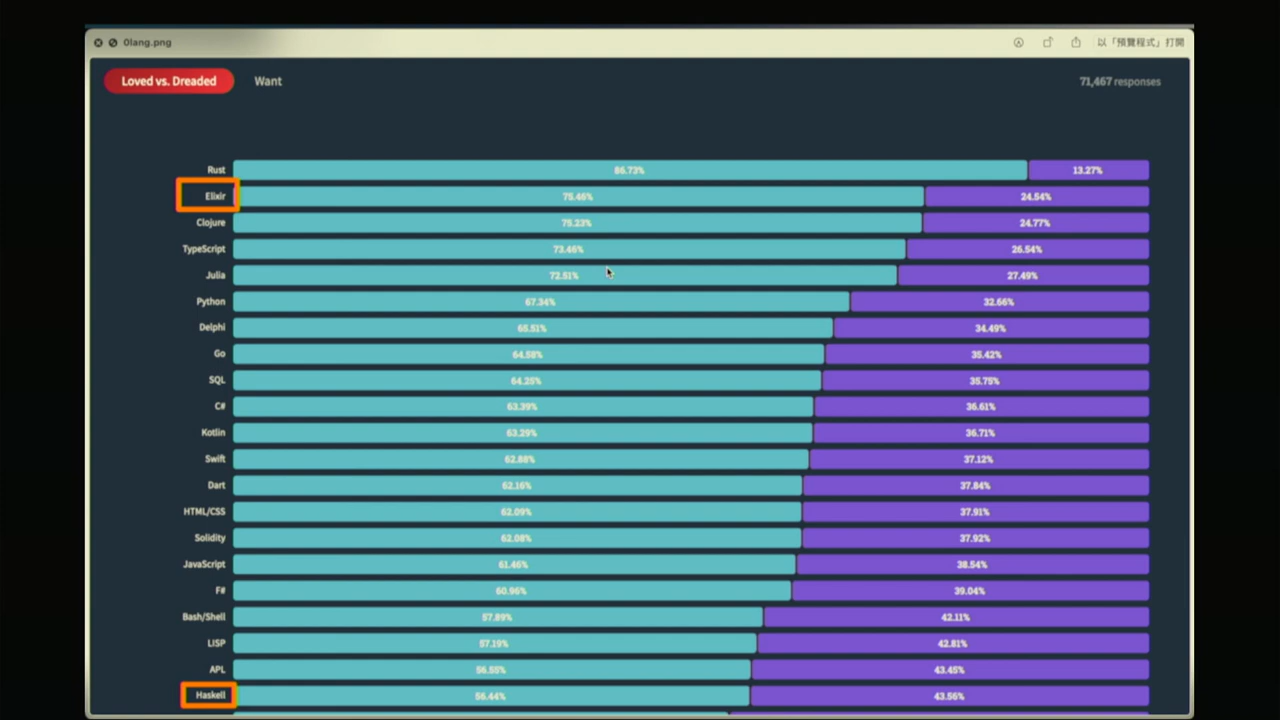 0lang.png
以「預覽程式」打開
Loved vs. Dreaded
Want
71,467 responses
Rust 86.73% 13.27%
Elixir 75.46% 24.54%
Clojure 75.23% 24.77%
TypeScript 73.46% 26.54%
Julia 72.51% 27.49%
Python 67.34% 32.66%
Delphi 65.51% 34.49%
Go 64.58% 35.42%
SQL 64.25% 35.75%
C# 63.39% 36.61%
Kotlin 63.29% 36.71%
Swift 62.88% 37.12%
Dart 62.16% 37.84%
HTML/CSS 62.09% 37.91%
Solidity 62.08% 37.92%
JavaScript 61.46% 38.54%
F# 60.96% 39.04%
Bash/Shell 57.89% 42.11%
LISP 57.19% 42.81%
APL 56.55% 43.45%
Haskell 56.44% 43.56%